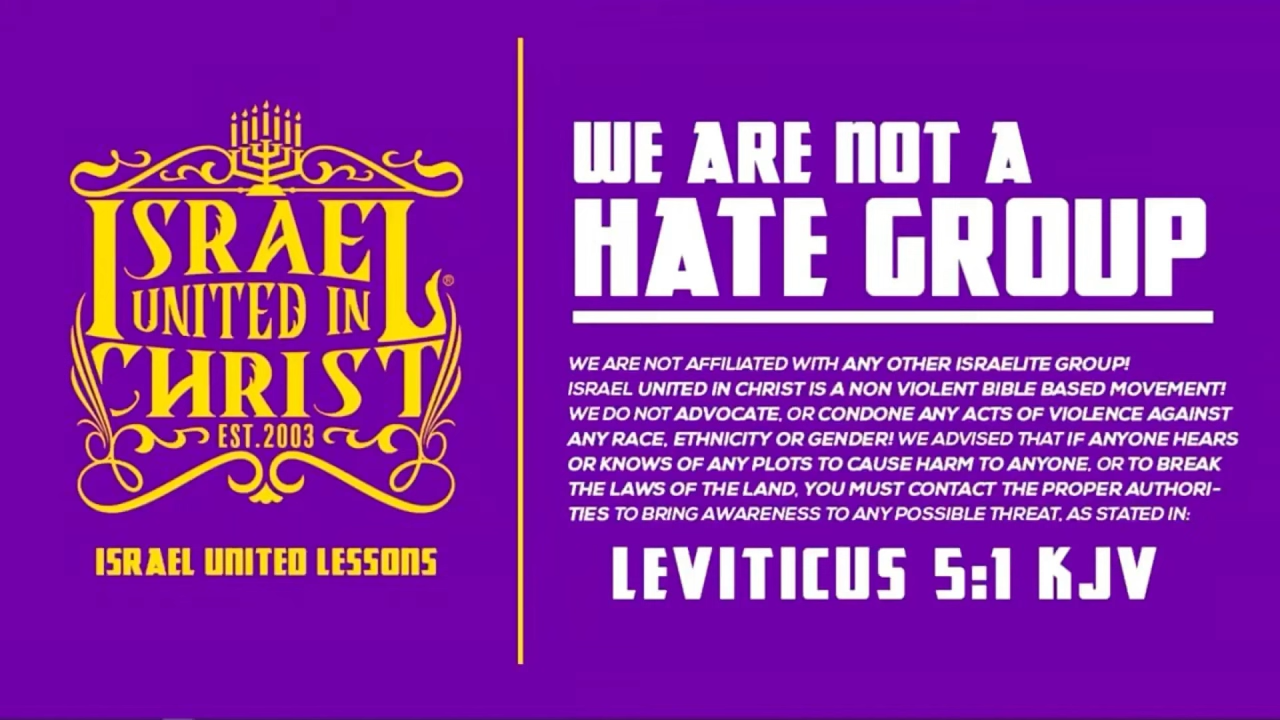 ISRAEL
UNITED IN
CHRIST
EST.2003
ISRAEL UNITED LESSONS
WE ARE NOT A
HATE GROUP
WE ARE NOT AFFILIATED WITH ANY OTHER ISRAELITE GROUP!
ISRAEL UNITED IN CHRIST IS A NON VIOLENT BIBLE BASED MOVEMENT!
WE DO NOT ADVOCATE, OR CONDONE ANY ACTS OF VIOLENCE AGAINST
ANY RACE, ETHNICITY OR GENDER! WE ADVISED THAT IF ANYONE HEARS
OR KNOWS OF ANY PLOTS TO CAUSE HARM TO ANYONE, OR TO BREAK
THE LAWS OF THE LAND, YOU MUST CONTACT THE PROPER AUTHORI-
TIES TO BRING AWARENESS TO ANY POSSIBLE THREAT, AS STATED IN:
LEVITICUS 5:1 KJV